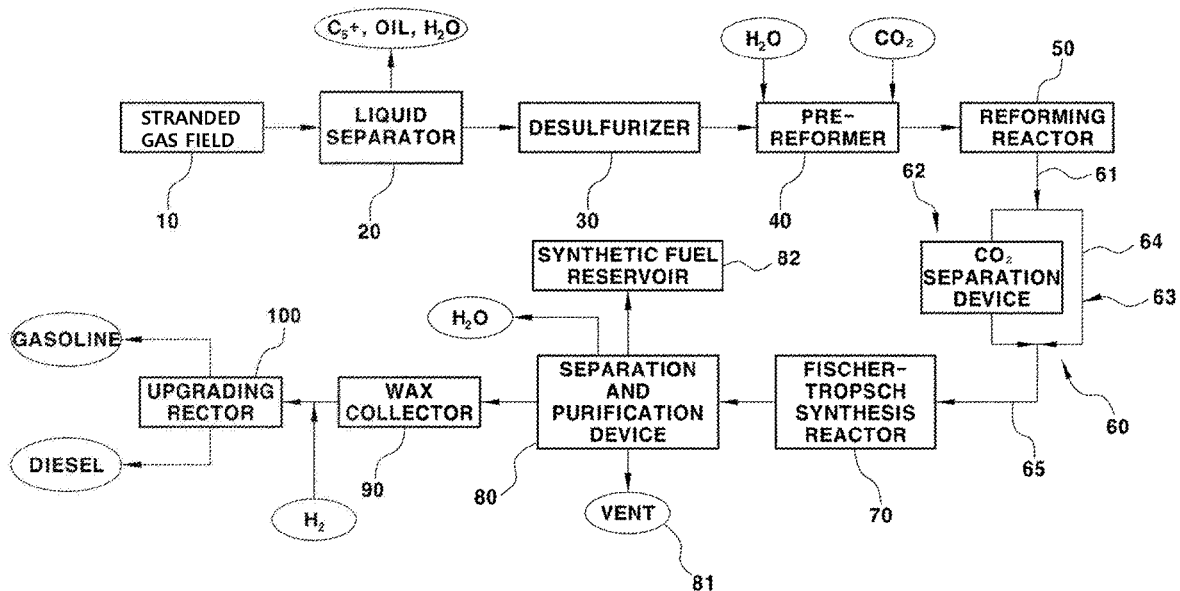 C₅+, OIL, H₂O
H₂O
CO₂
50
STRANDED
GAS FIELD
LIQUID
SEPARATOR
DESULFURIZER
PRE-
REFORMER
REFORMING
REACTOR
10
20
30
40
62
61
64
63
CO₂
SEPARATION
DEVICE
SYNTHETIC FUEL
RESERVOIR
82
H₂O
GASOLINE
100
UPGRADING
RECTOR
WAX
COLLECTOR
SEPARATION
AND
PURIFICATION
DEVICE
FISCHER-
TROPSCH
SYNTHESIS
REACTOR
60
65
DIESEL
90
80
70
H₂
VENT
81